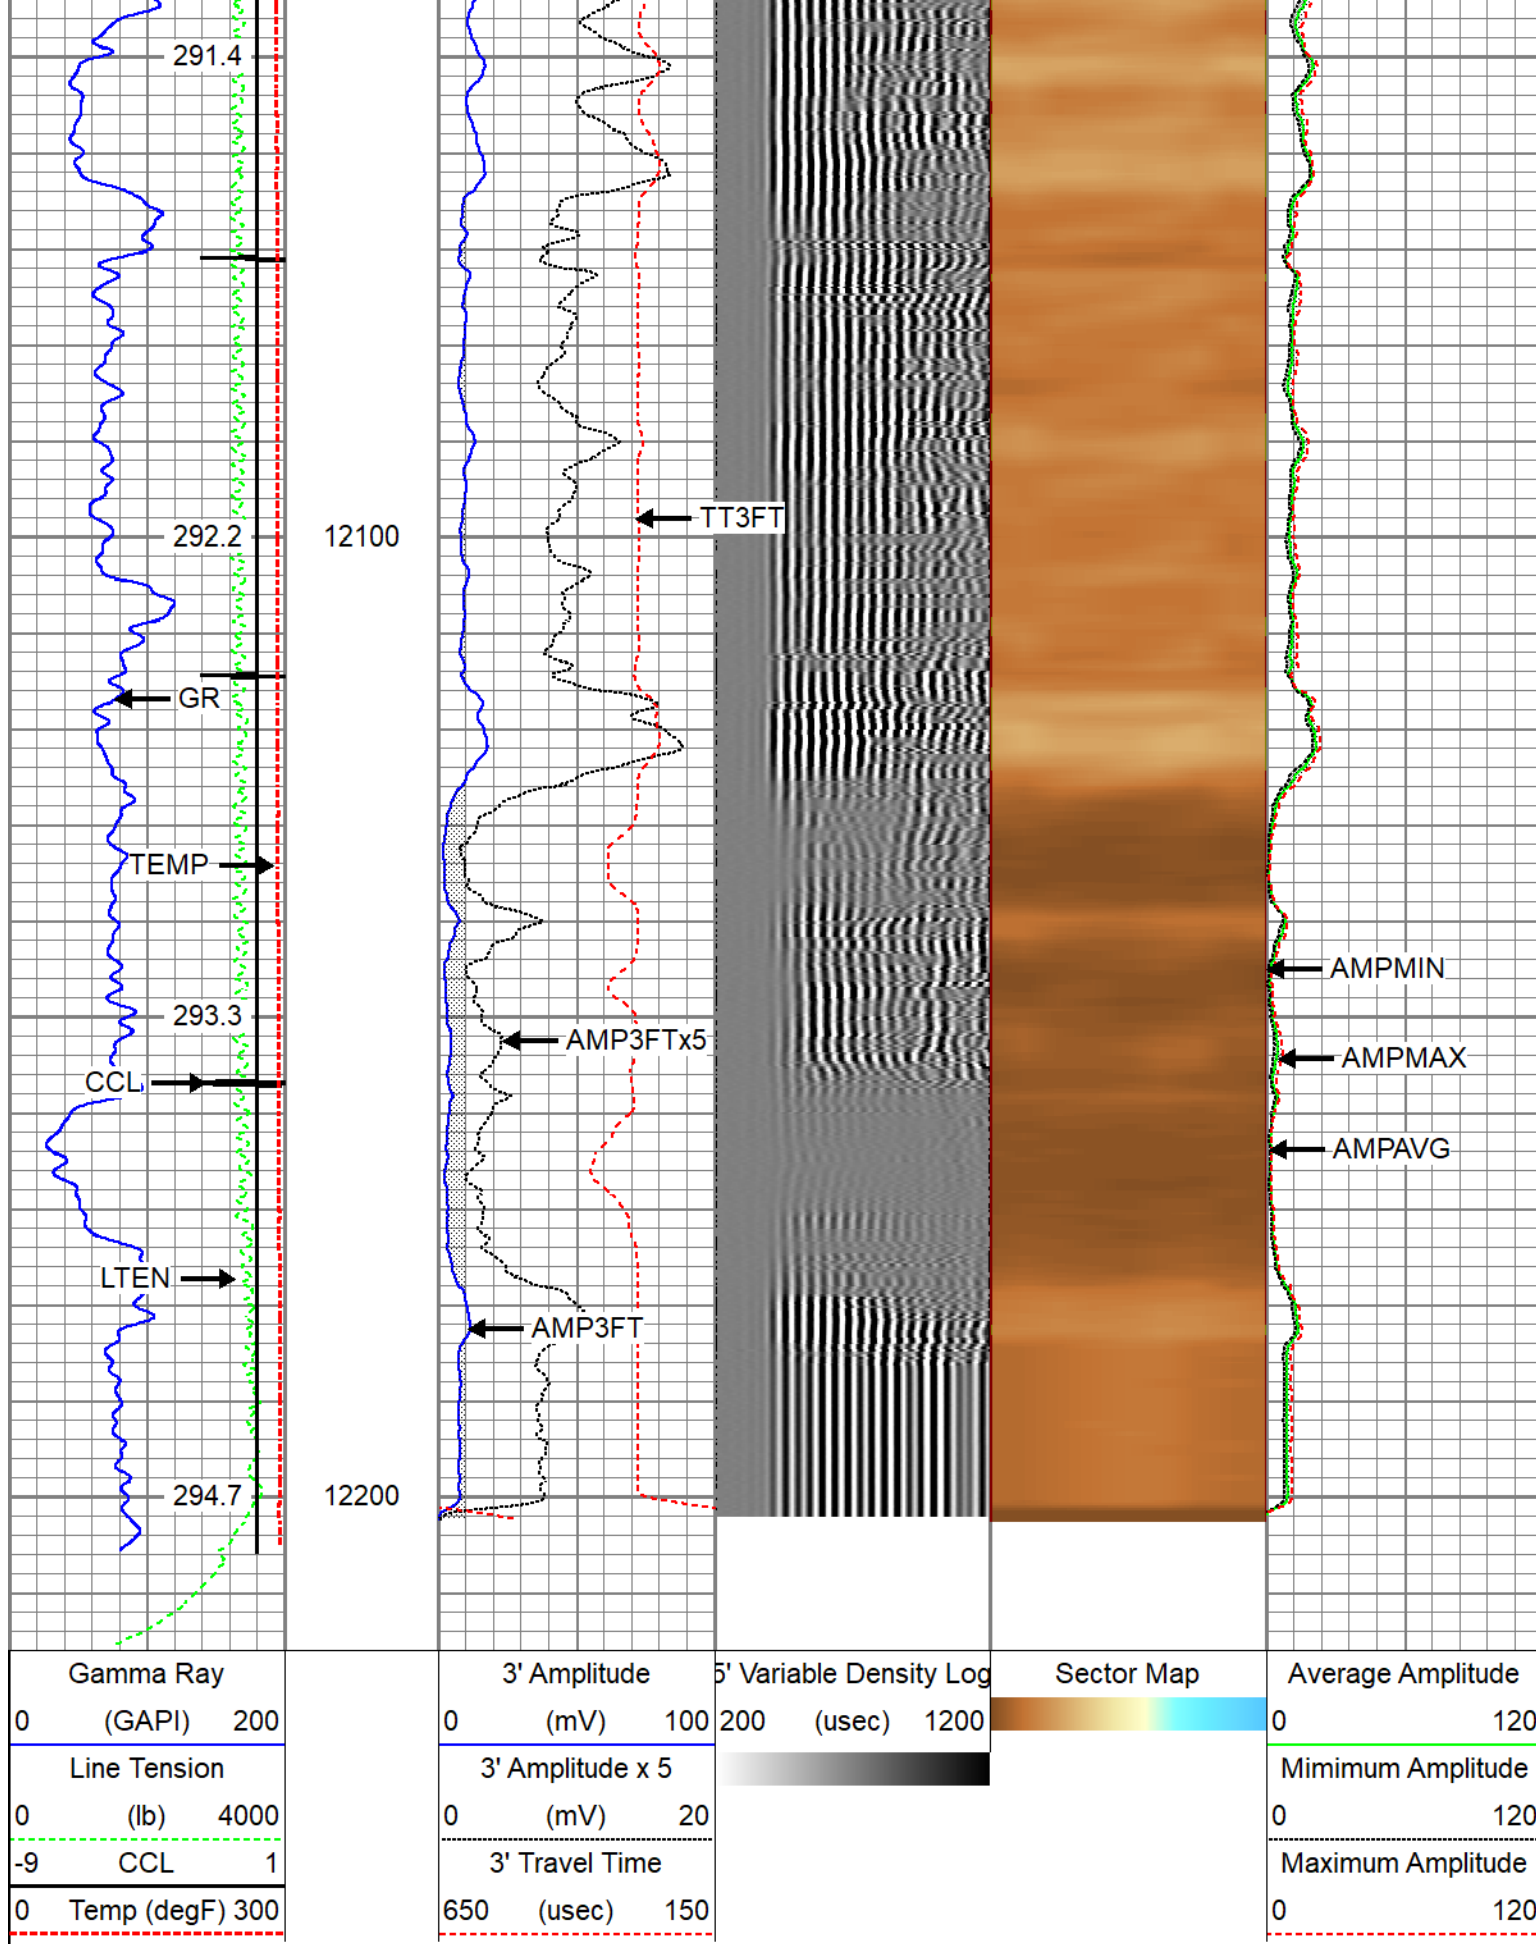 291.4
292.2
12100
TT3FT
GR
TEMP
AMPMIN
293.3
AMP3FTx5
AMPMAX
CCL
AMPAVG
LTEN
AMP3FT
294.7
12200
Gamma Ray
0 (GAPI) 200
Line Tension
0 (lb) 4000
-9 CCL 1
0 Temp (degF) 300
3' Amplitude
0 (mV) 100
3' Amplitude x 5
0 (mV) 20
3' Travel Time
650 (usec) 150
5' Variable Density Log
200 (usec) 1200
Sector Map
Average Amplitude
0 120
Mimimum Amplitude
0 120
Maximum Amplitude
0 120